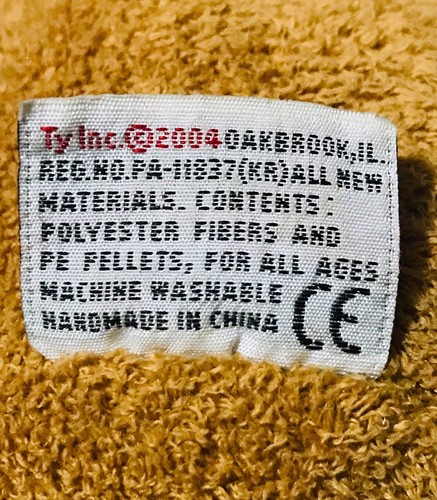 Ty Inc.©2004 OAKBROOK, IL.
REG.NO.PA-11837(KR) ALL NEW
MATERIALS. CONTENTS:
POLYESTER FIBERS AND
PE PELLETS, FOR ALL AGES
MACHINE WASHABLE
HANDMADE IN CHINA CE